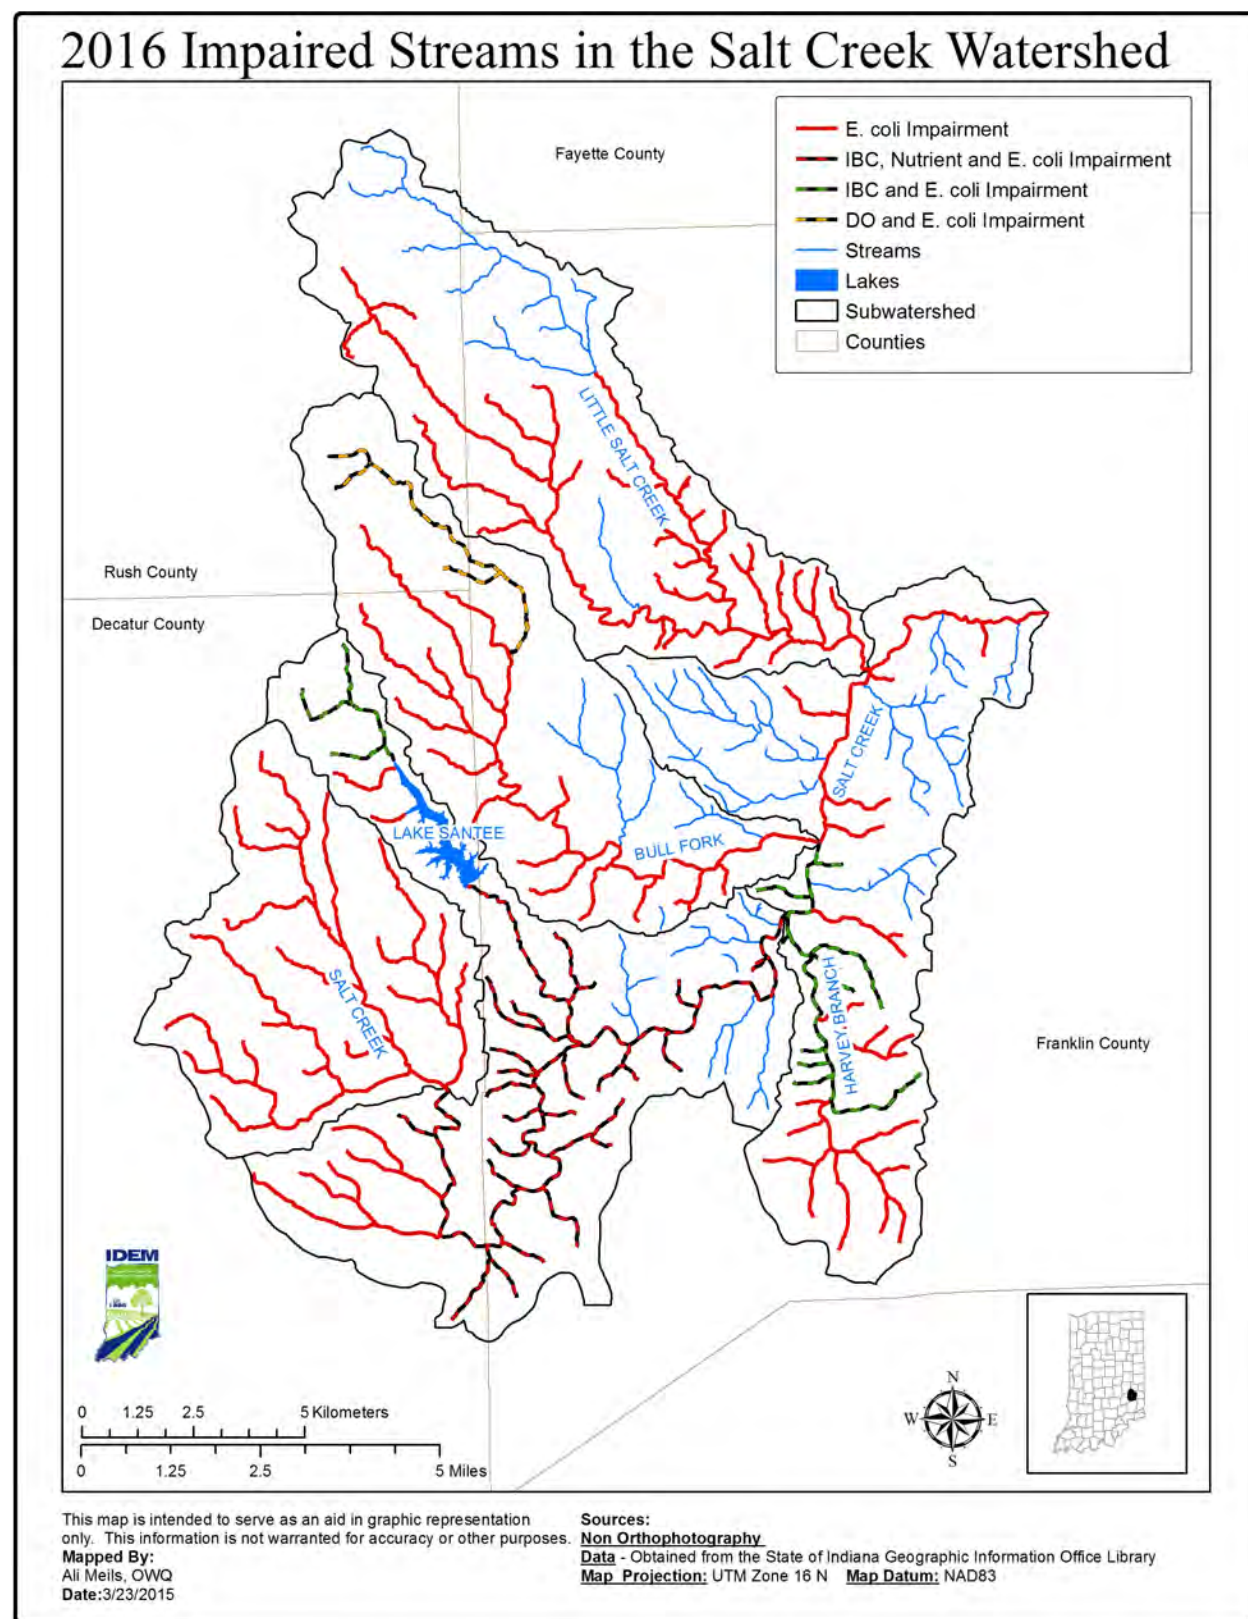 2016 Impaired Streams in the Salt Creek Watershed
Fayette County
E. coli Impairment
IBC, Nutrient and E. coli Impairment
IBC and E. coli Impairment
DO and E. coli Impairment
Streams
Lakes
Subwatershed
Counties
LITTLE SALT CREEK
Rush County
Decatur County
SALT CREEK
LAKE SANTEE
BULL FORK
SALT CREEK
HARVEY BRANCH
Franklin County
IDEM
N
W E
S
0 1.25 2.5 5 Kilometers
0 1.25 2.5 5 Miles
This map is intended to serve as an aid in graphic representation
only. This information is not warranted for accuracy or other purposes.
Mapped By:
Ali Meils, OWQ
Date:3/23/2015
Sources:
Non Orthophotography
Data - Obtained from the State of Indiana Geographic Information Office Library
Map Projection: UTM Zone 16 N Map Datum: NAD83